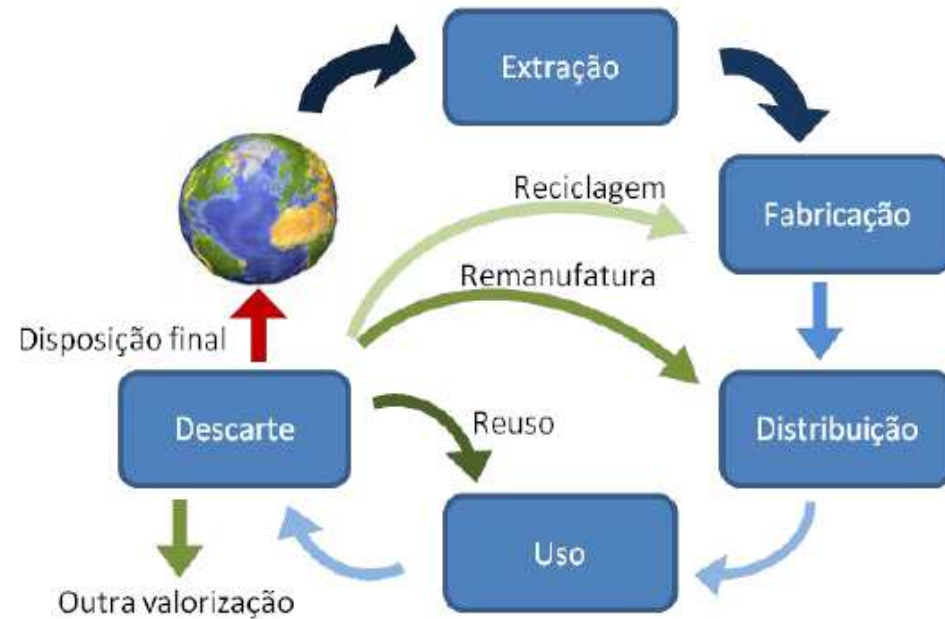 Extração
Reciclagem
Fabricação
Remanufatura
Disposição final
Descarte
Reuso
Distribuição
Uso
Outra valorização